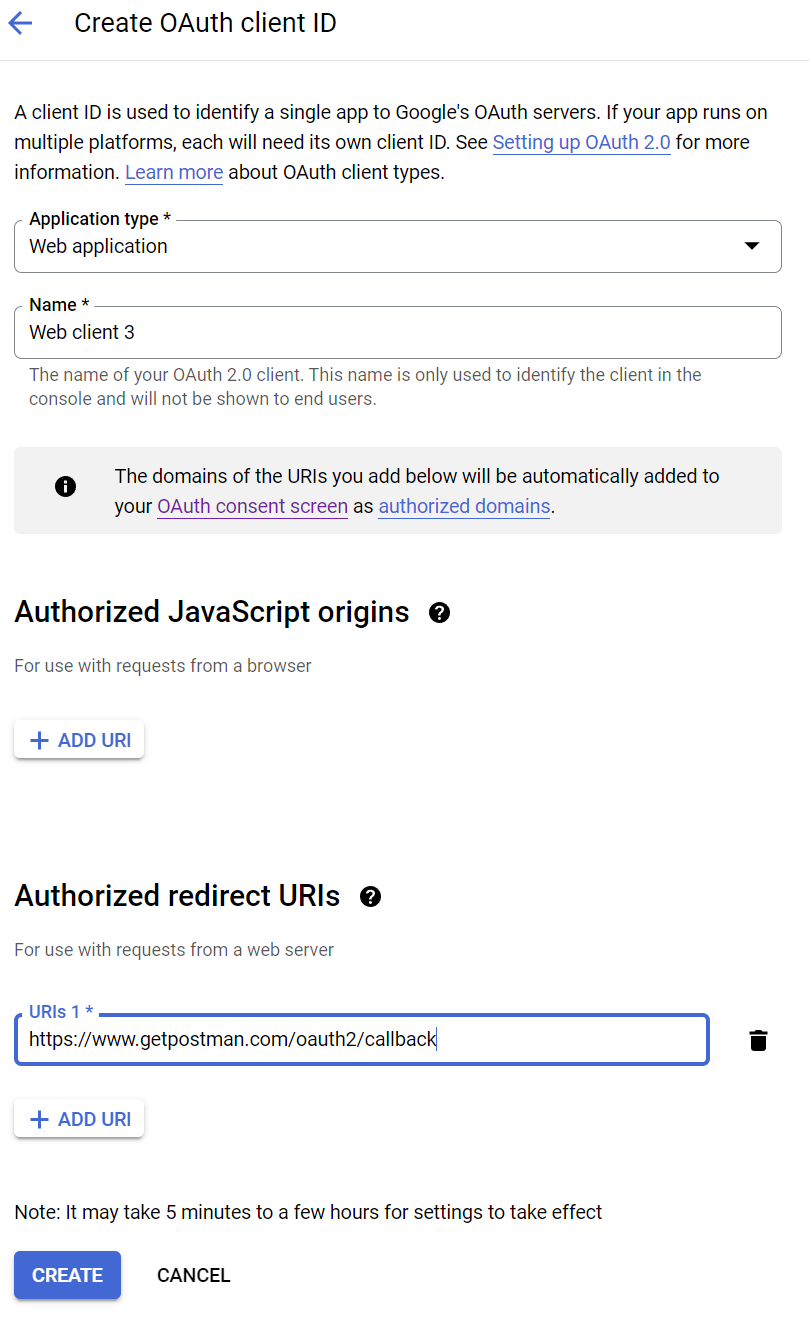 Create OAuth client ID
A client ID is used to identify a single app to Google's OAuth servers. If your app runs on
multiple platforms, each will need its own client ID. See Setting up OAuth 2.0 for more
information. Learn more about OAuth client types.
Application type *
Web application
Name *
Web client 3
The name of your OAuth 2.0 client. This name is only used to identify the client in the
console and will not be shown to end users.
The domains of the URIs you add below will be automatically added to
your OAuth consent screen as authorized domains.
Authorized JavaScript origins
For use with requests from a browser
+ ADD URI
Authorized redirect URIs
For use with requests from a web server
URIs 1 *
https://www.getpostman.com/oauth2/callback
+ ADD URI
Note: It may take 5 minutes to a few hours for settings to take effect
CREATE CANCEL